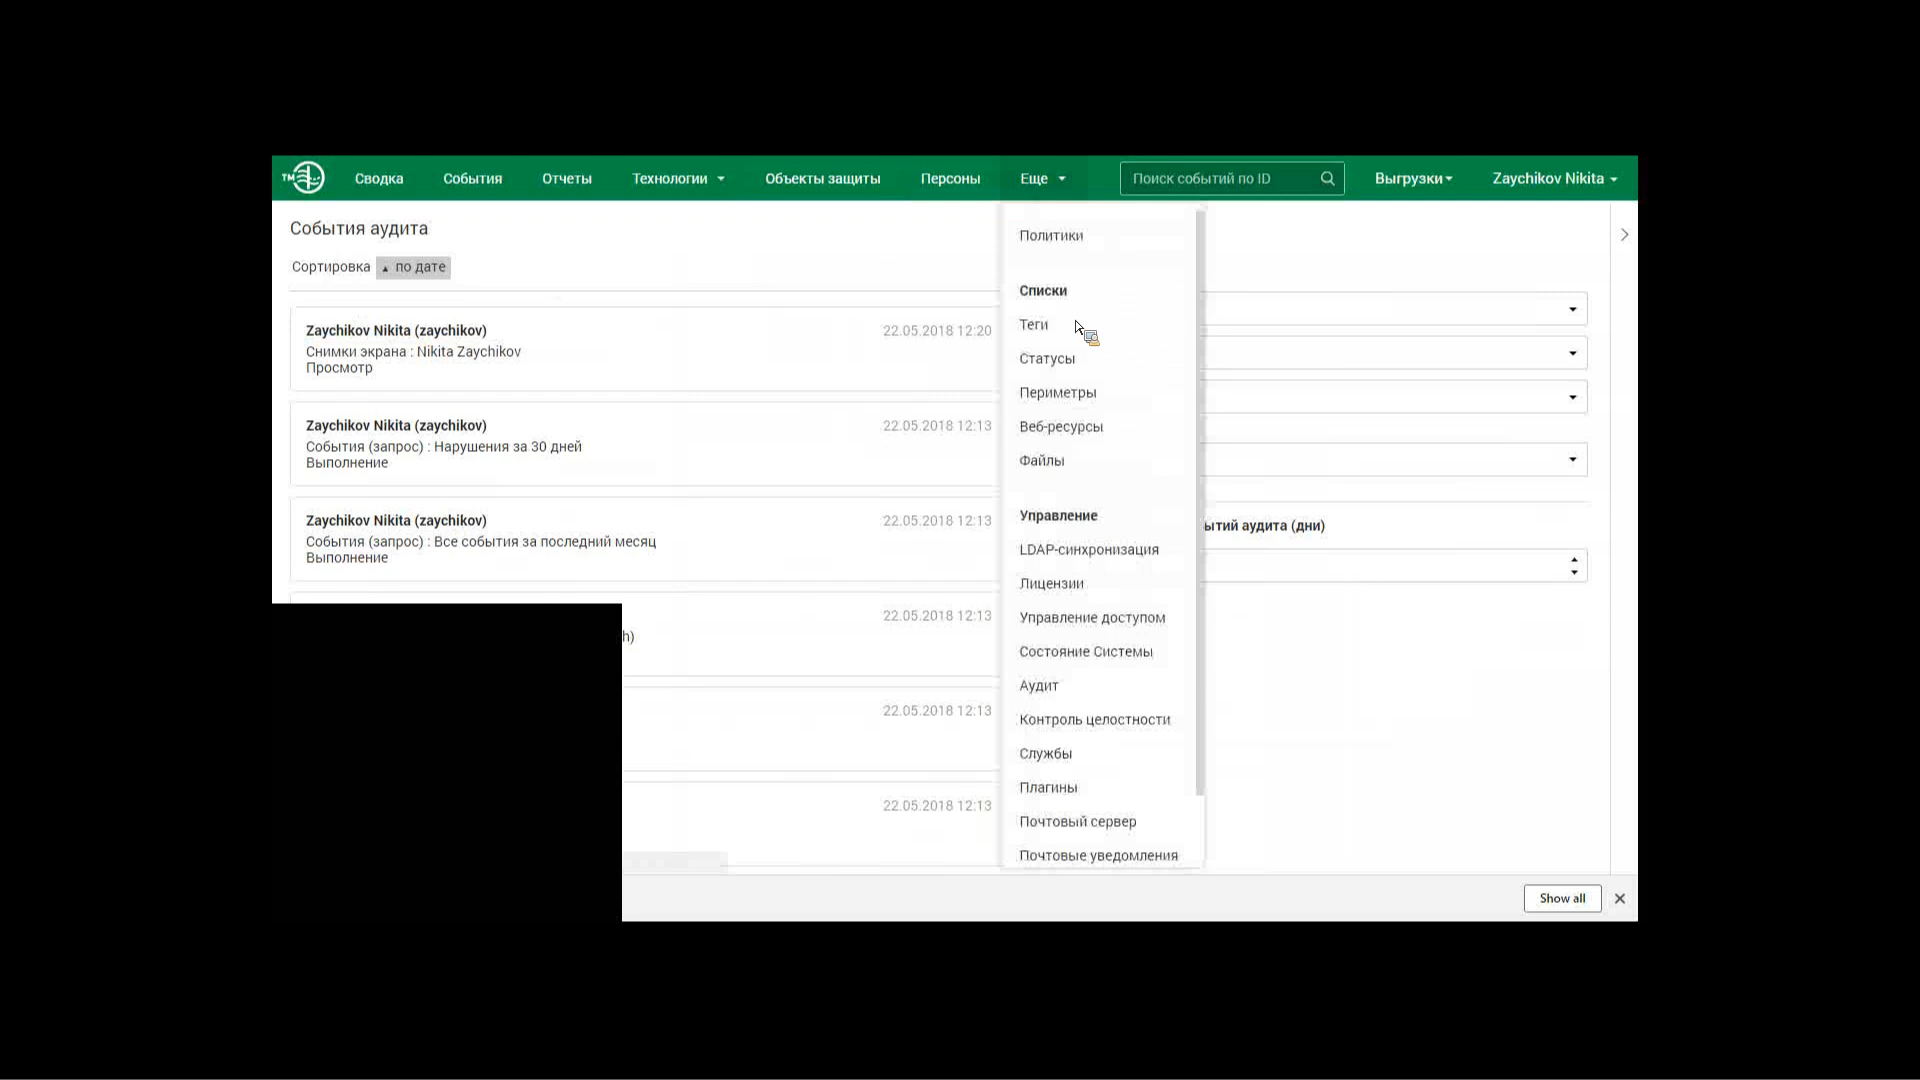 TM
Сводка
События
Отчеты
Технологии
Объекты защиты
Персоны
Еще
Поиск событий по ID
Выгрузки
Zaychikov Nikita
События аудита
Сортировка
по дате
Zaychikov Nikita (zaychikov)
22.05.2018 12:20
Снимки экрана : Nikita Zaychikov
Просмотр
Zaychikov Nikita (zaychikov)
22.05.2018 12:13
События (запрос) : Нарушения за 30 дней
Выполнение
Zaychikov Nikita (zaychikov)
22.05.2018 12:13
События (запрос) : Все события за последний месяц
Выполнение
22.05.2018 12:13
h)
22.05.2018 12:13
22.05.2018 12:13
Политики
Списки
Теги
Статусы
Периметры
Веб-ресурсы
Файлы
Управление
LDAP-синхронизация
Лицензии
Управление доступом
Состояние Системы
Аудит
Контроль целостности
Службы
Плагины
Почтовый сервер
Почтовые уведомления
ытий аудита (дни)
Show all